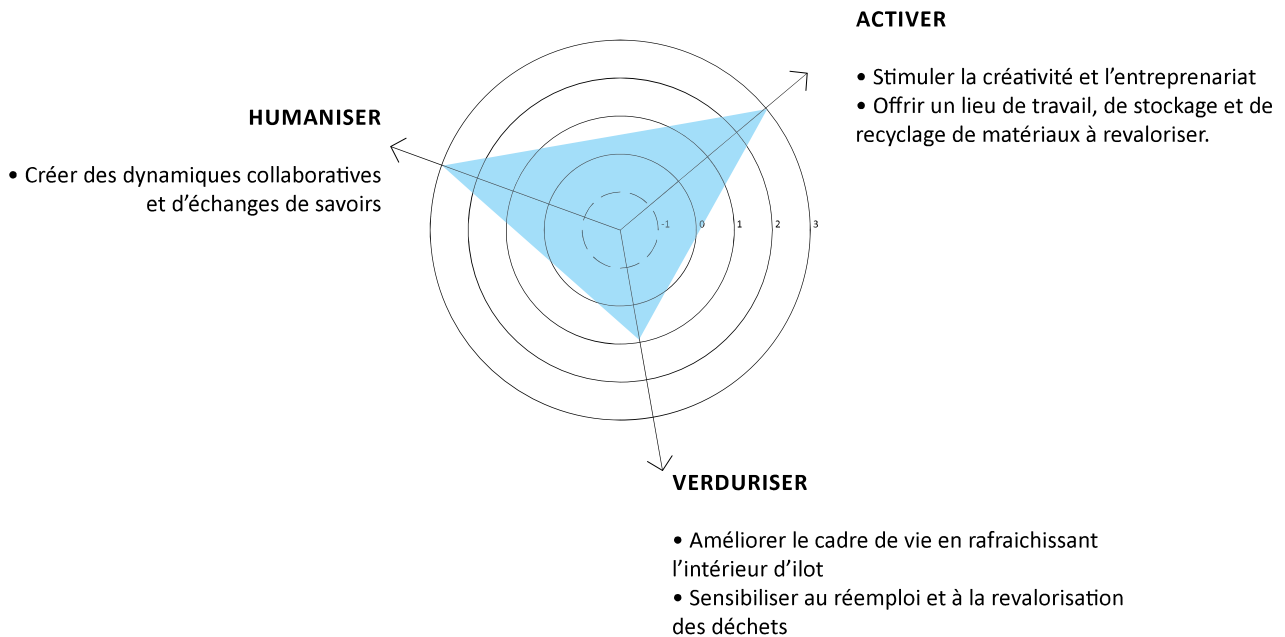 ACTIVER
• Stimuler la créativité et l’entreprenariat
• Offrir un lieu de travail, de stockage et de
recyclage de matériaux à revaloriser.
HUMANISER
• Créer des dynamiques collaboratives
et d’échanges de savoirs
-1 0 1 2 3
VERDURISER
• Améliorer le cadre de vie en rafraichissant
l’intérieur d’ilot
• Sensibiliser au réemploi et à la revalorisation
des déchets